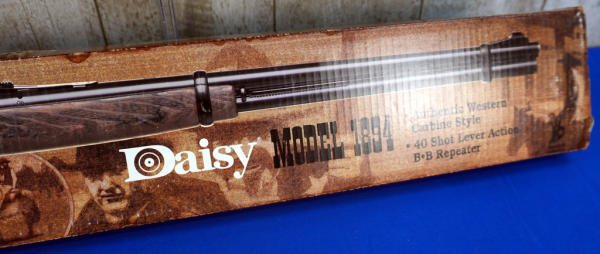 Daisy MODEL 1894
Authentic Western
Carbine Style
• 40 Shot Lever Action
B•B Repeater